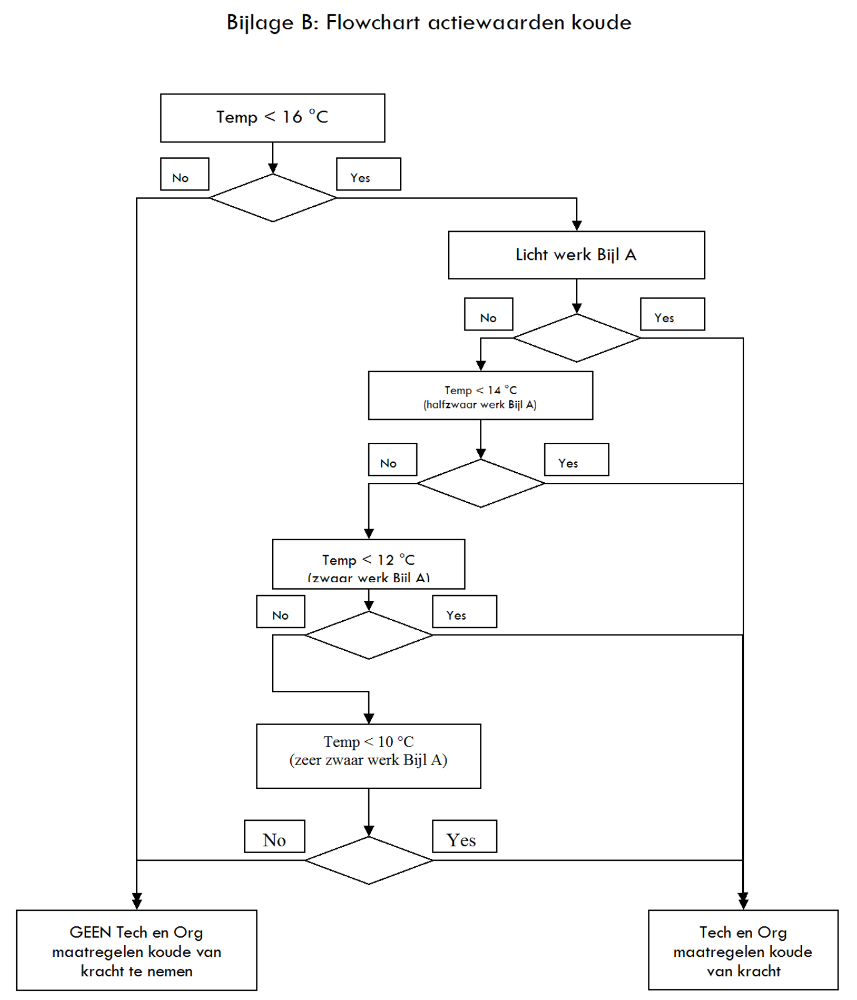 Bijlage B: Flowchart actiewaarden koude
Temp < 16 °C
No
Yes
Licht werk Bijl A
No
Yes
Temp < 14 °C
(halfzwaar werk Bijl A)
No
Yes
Temp < 12 °C
(zwaar werk Bijl A)
No
Yes
Temp < 10 °C
(zeer zwaar werk Bijl A)
No
Yes
GEEN Tech en Org
maatregelen koude van
kracht te nemen
Tech en Org
maatregelen koude
van kracht